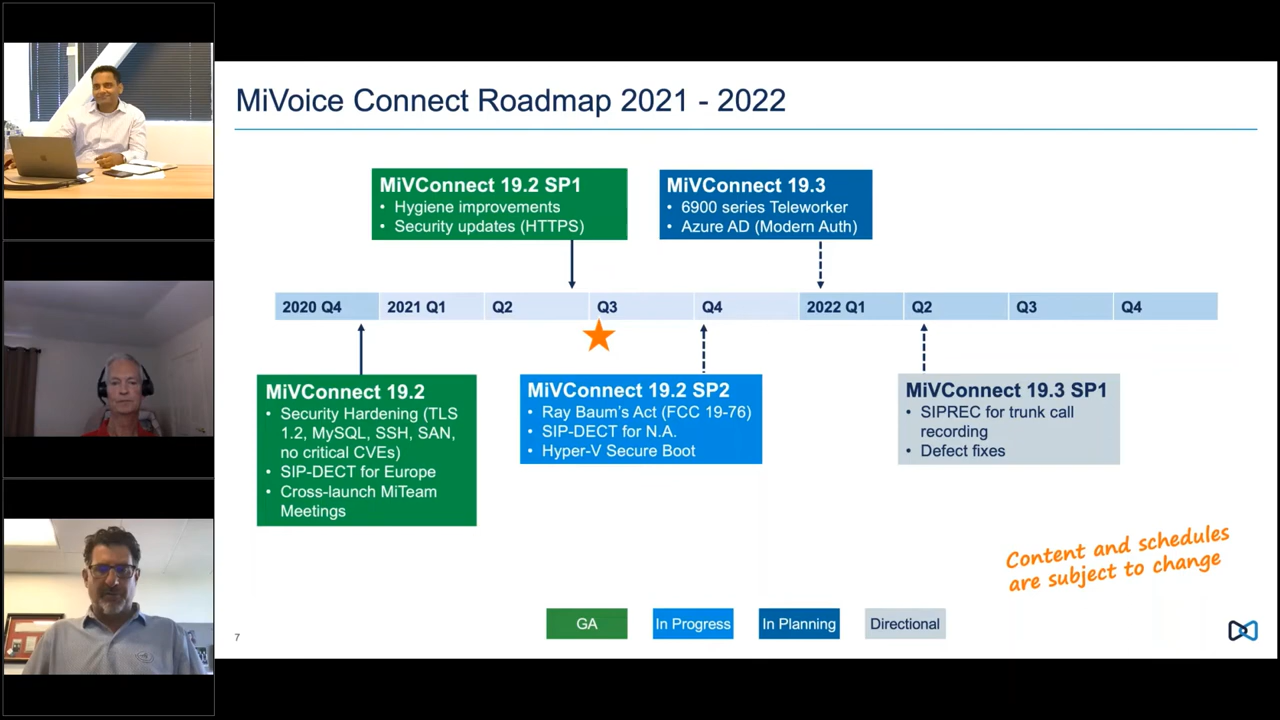 MiVoice Connect Roadmap 2021 - 2022
MiVConnect 19.2 SP1
• Hygiene improvements
• Security updates (HTTPS)
MiVConnect 19.3
• 6900 series Teleworker
• Azure AD (Modern Auth)
2020 Q4 2021 Q1 Q2 Q3 Q4 2022 Q1 Q2 Q3 Q4
MiVConnect 19.2
• Security Hardening (TLS
1.2, MySQL, SSH, SAN,
no critical CVEs)
• SIP-DECT for Europe
• Cross-launch MiTeam
Meetings
MiVConnect 19.2 SP2
• Ray Baum's Act (FCC 19-76)
• SIP-DECT for N.A.
• Hyper-V Secure Boot
MiVConnect 19.3 SP1
• SIPREC for trunk call
recording
• Defect fixes
Content and schedules
are subject to change
GA In Progress In Planning Directional
7